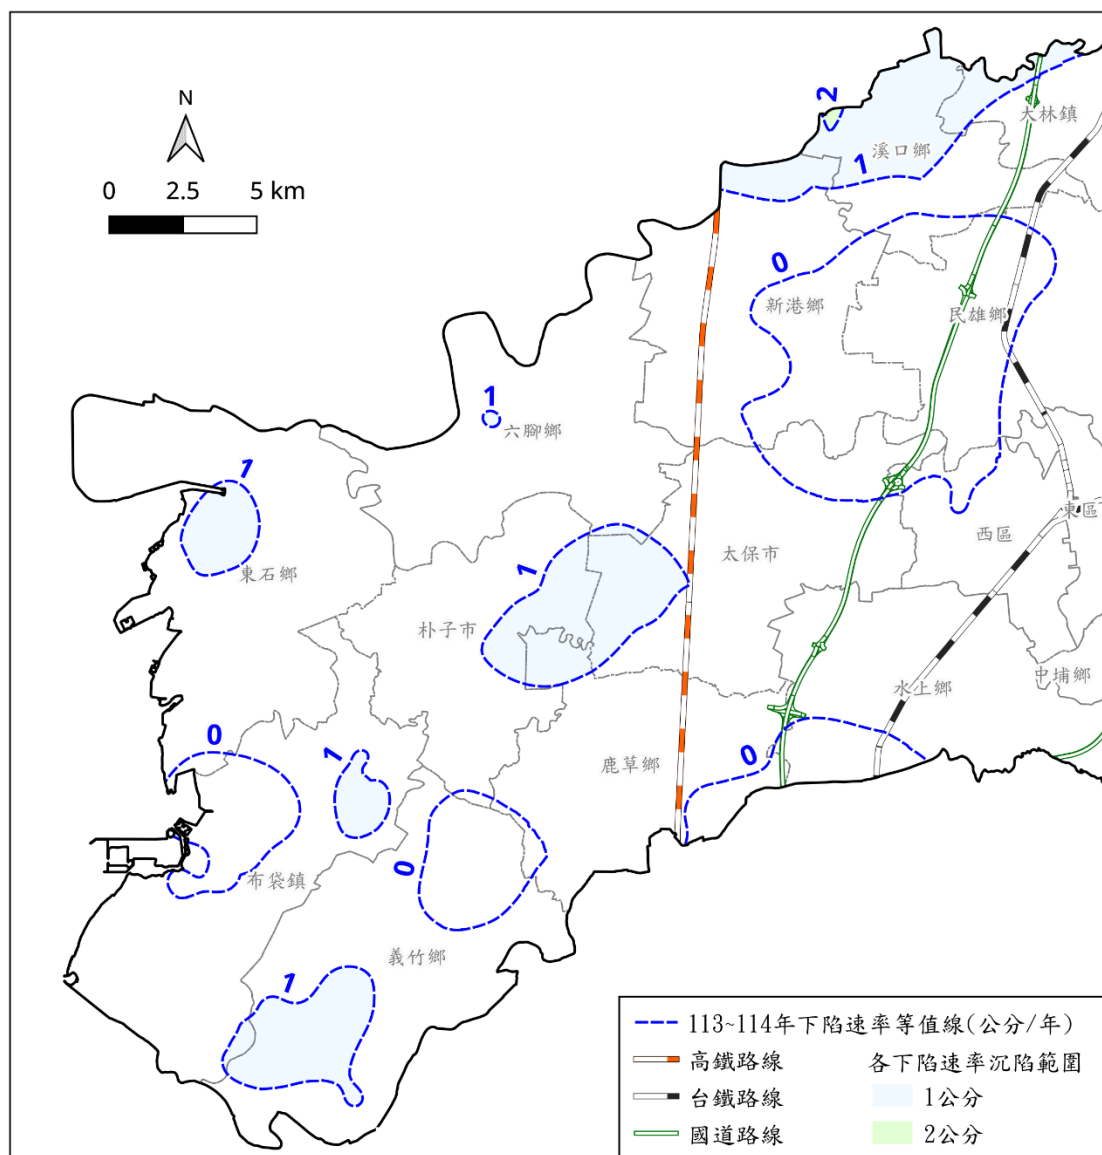 N
0 2.5 5 km
2
大林鎮
溪口鄉
1
0
新港鄉
民雄鄉
1
六腳鄉
1
東區
西區
太保市
1
東石鄉
朴子市
中埔鄉
水上鄉
0
1
0
鹿草鄉
0
布袋鎮
義竹鄉
1
113~114年下陷速率等值線(公分/年)
高鐵路線
各下陷速率沉陷範圍
台鐵路線
1公分
國道路線
2公分